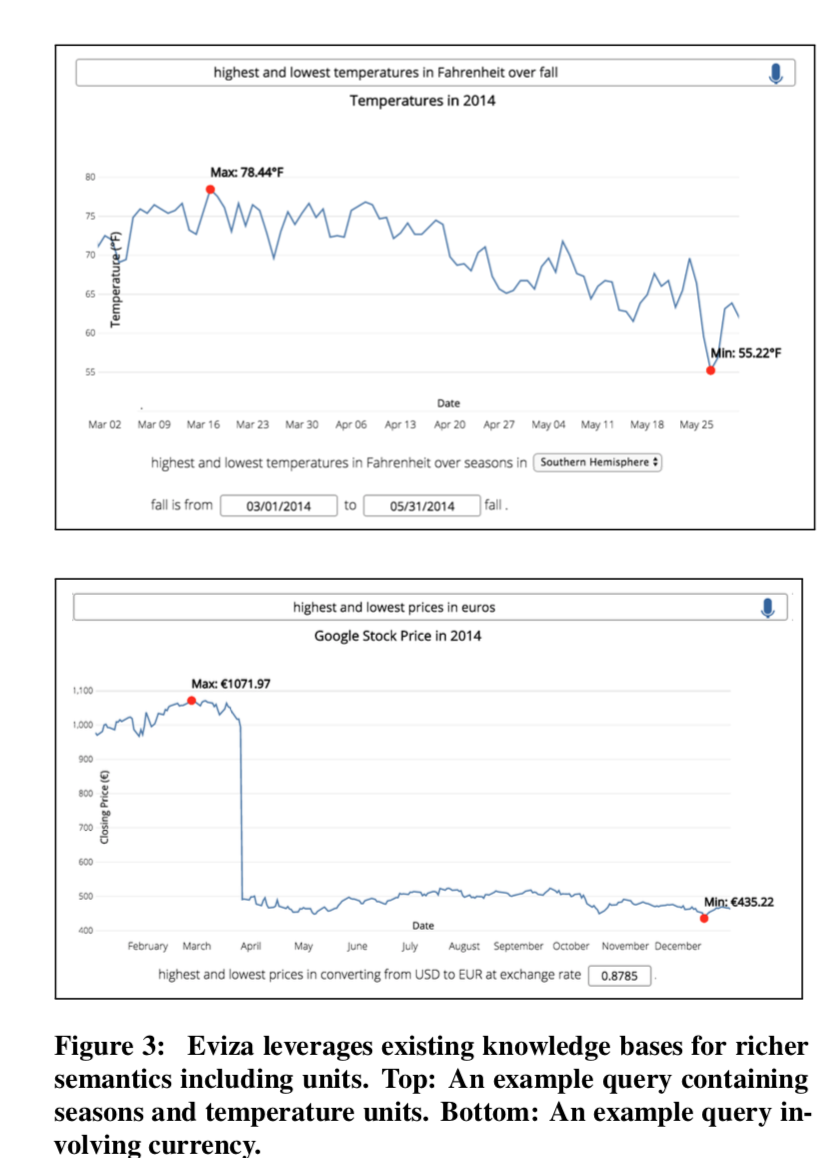 highest and lowest temperatures in Fahrenheit over fall
Temperatures in 2014
Max: 78.44°F
80
75
70
65
60
55
Temperature (°F)
Min: 55.22°F
Date
Mar 02 Mar 09 Mar 16 Mar 23 Mar 30 Apr 06 Apr 13 Apr 20 Apr 27 May 04 May 11 May 18 May 25
highest and lowest temperatures in Fahrenheit over seasons in Southern Hemisphere
fall is from 03/01/2014 to 05/31/2014 fall .
highest and lowest prices in euros
Google Stock Price in 2014
Max: €1071.97
1,100
1,000
900
800
700
600
500
400
Closing Price (€)
Min: €435.22
Date
February March April May June July August September October November December
highest and lowest prices in converting from USD to EUR at exchange rate 0.8785 .
Figure 3: Eviza leverages existing knowledge bases for richer
semantics including units. Top: An example query containing
seasons and temperature units. Bottom: An example query in-
volving currency.